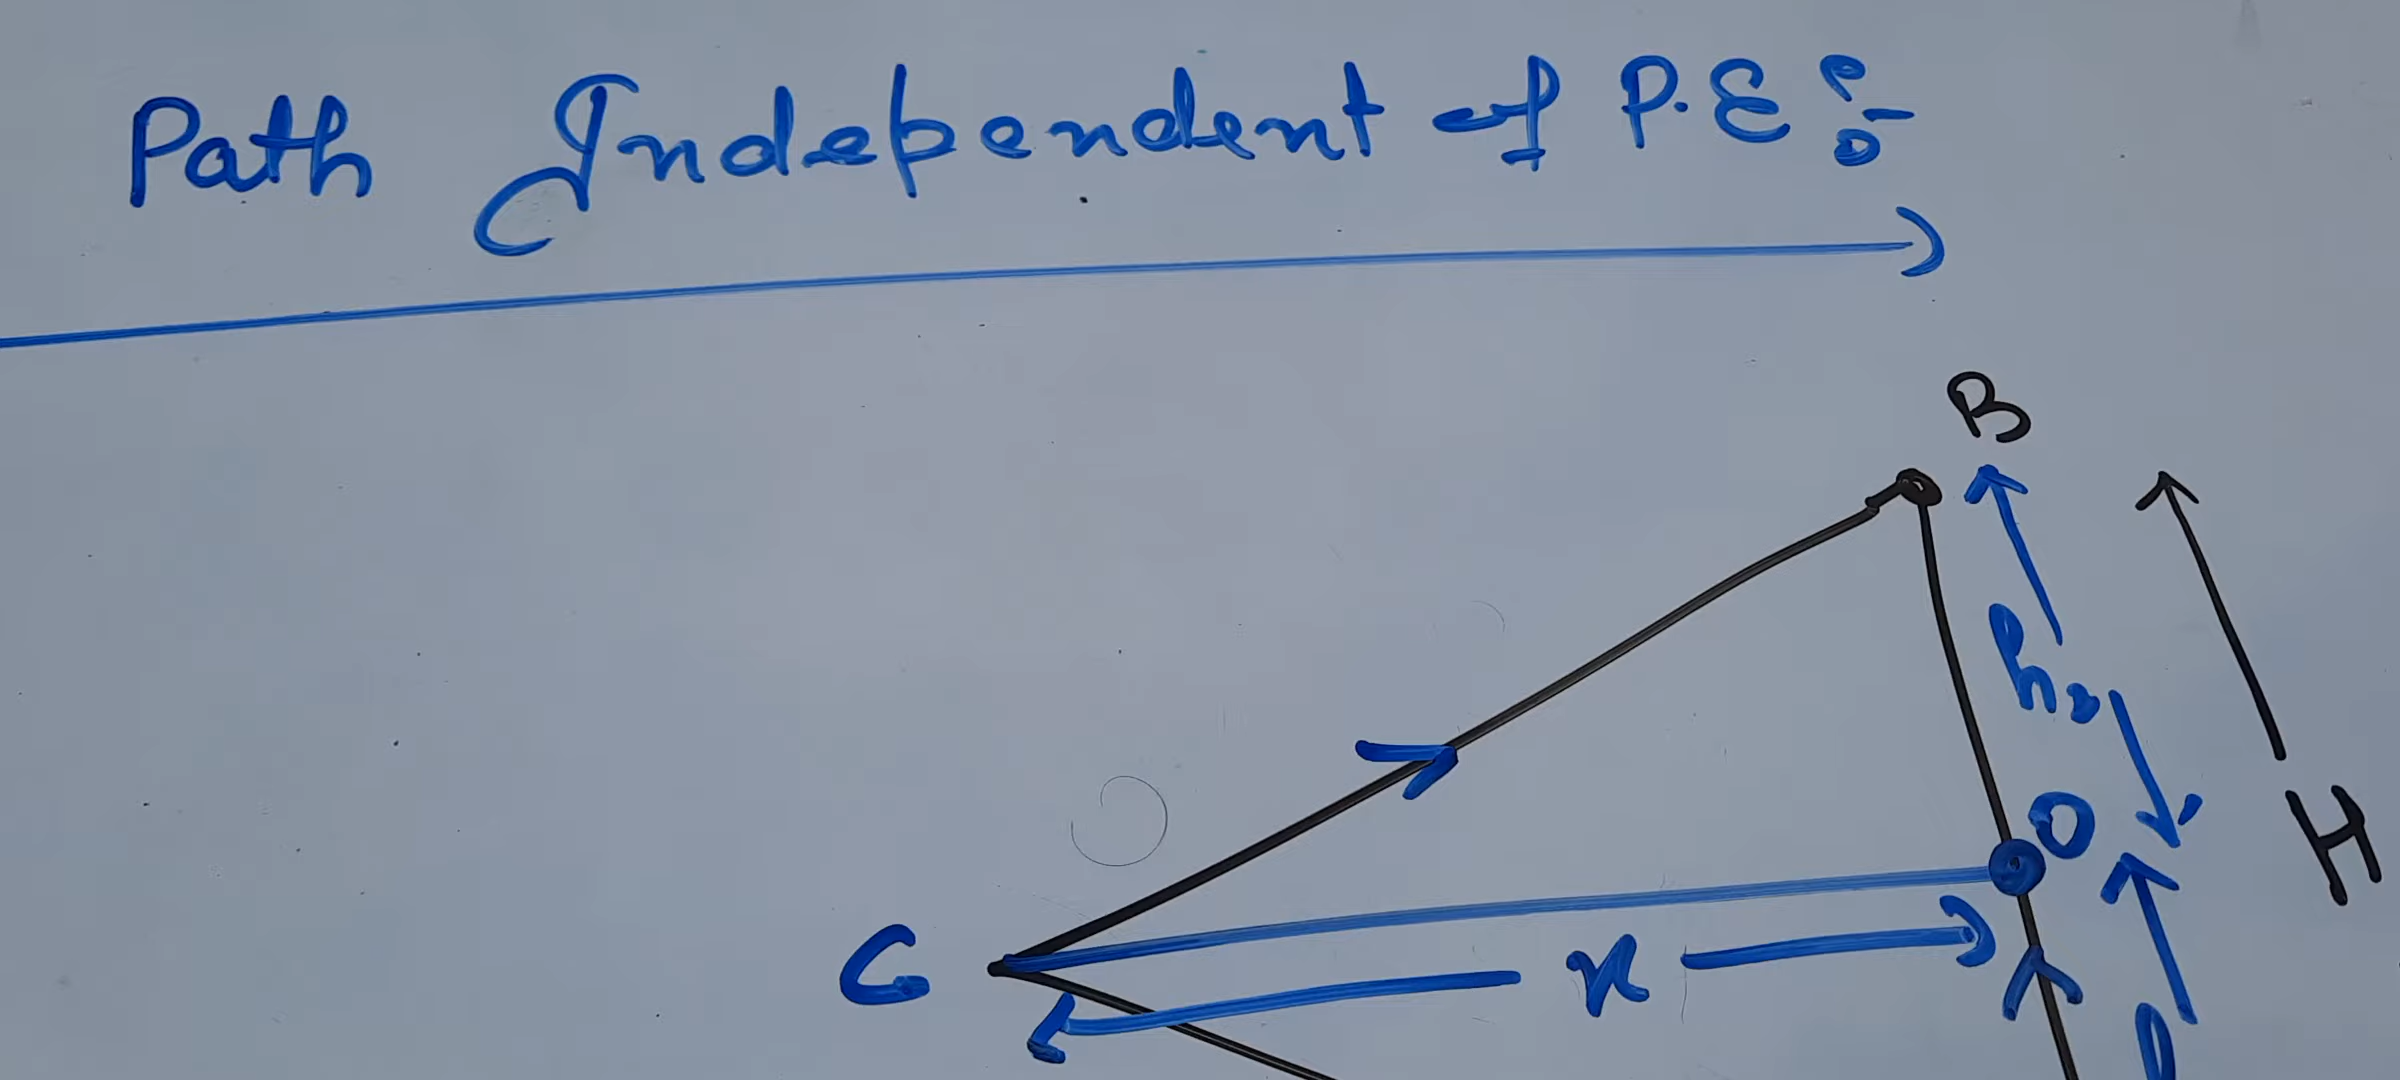 Path Independent of P.E :-
B
h₂
O
H
C
x